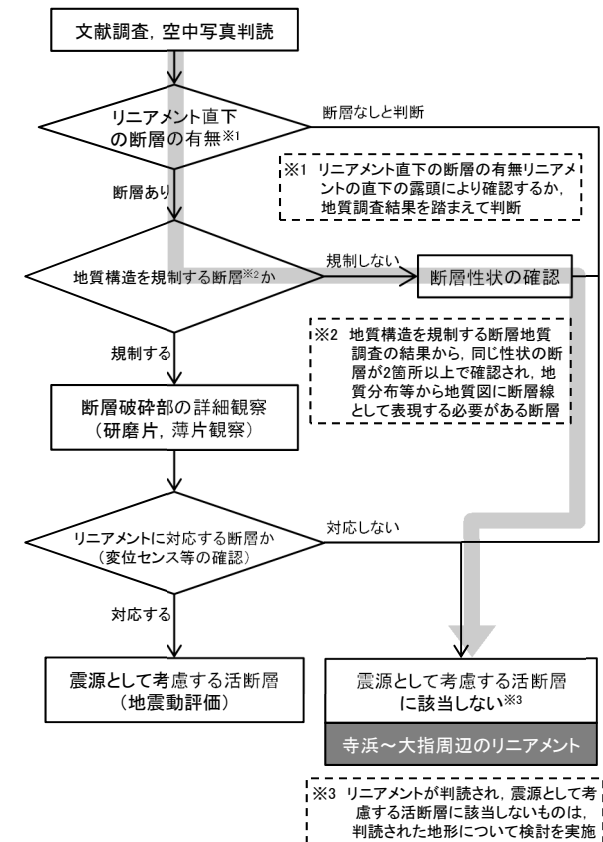 文献調査，空中写真判読
リニアメント直下
の断層の有無※1
断層なしと判断
※1 リニアメント直下の断層の有無リニアメ
ントの直下の露頭により確認するか，
地質調査結果を踏まえて判断
断層あり
地質構造を規制する断層※2か
規制しない
断層性状の確認
※2 地質構造を規制する断層地質
調査の結果から，同じ性状の断
層が2箇所以上で確認され，地
質分布等から地質図に断層線
として表現する必要がある断層
規制する
断層破砕部の詳細観察
（研磨片，薄片観察）
リニアメントに対応する断層か
（変位センス等の確認）
対応しない
対応する
震源として考慮する活断層
（地震動評価）
震源として考慮する活断層
に該当しない※3
寺浜～大指周辺のリニアメント
※3 リニアメントが判読され，震源として考
慮する活断層に該当しないものは，
判読された地形について検討を実施